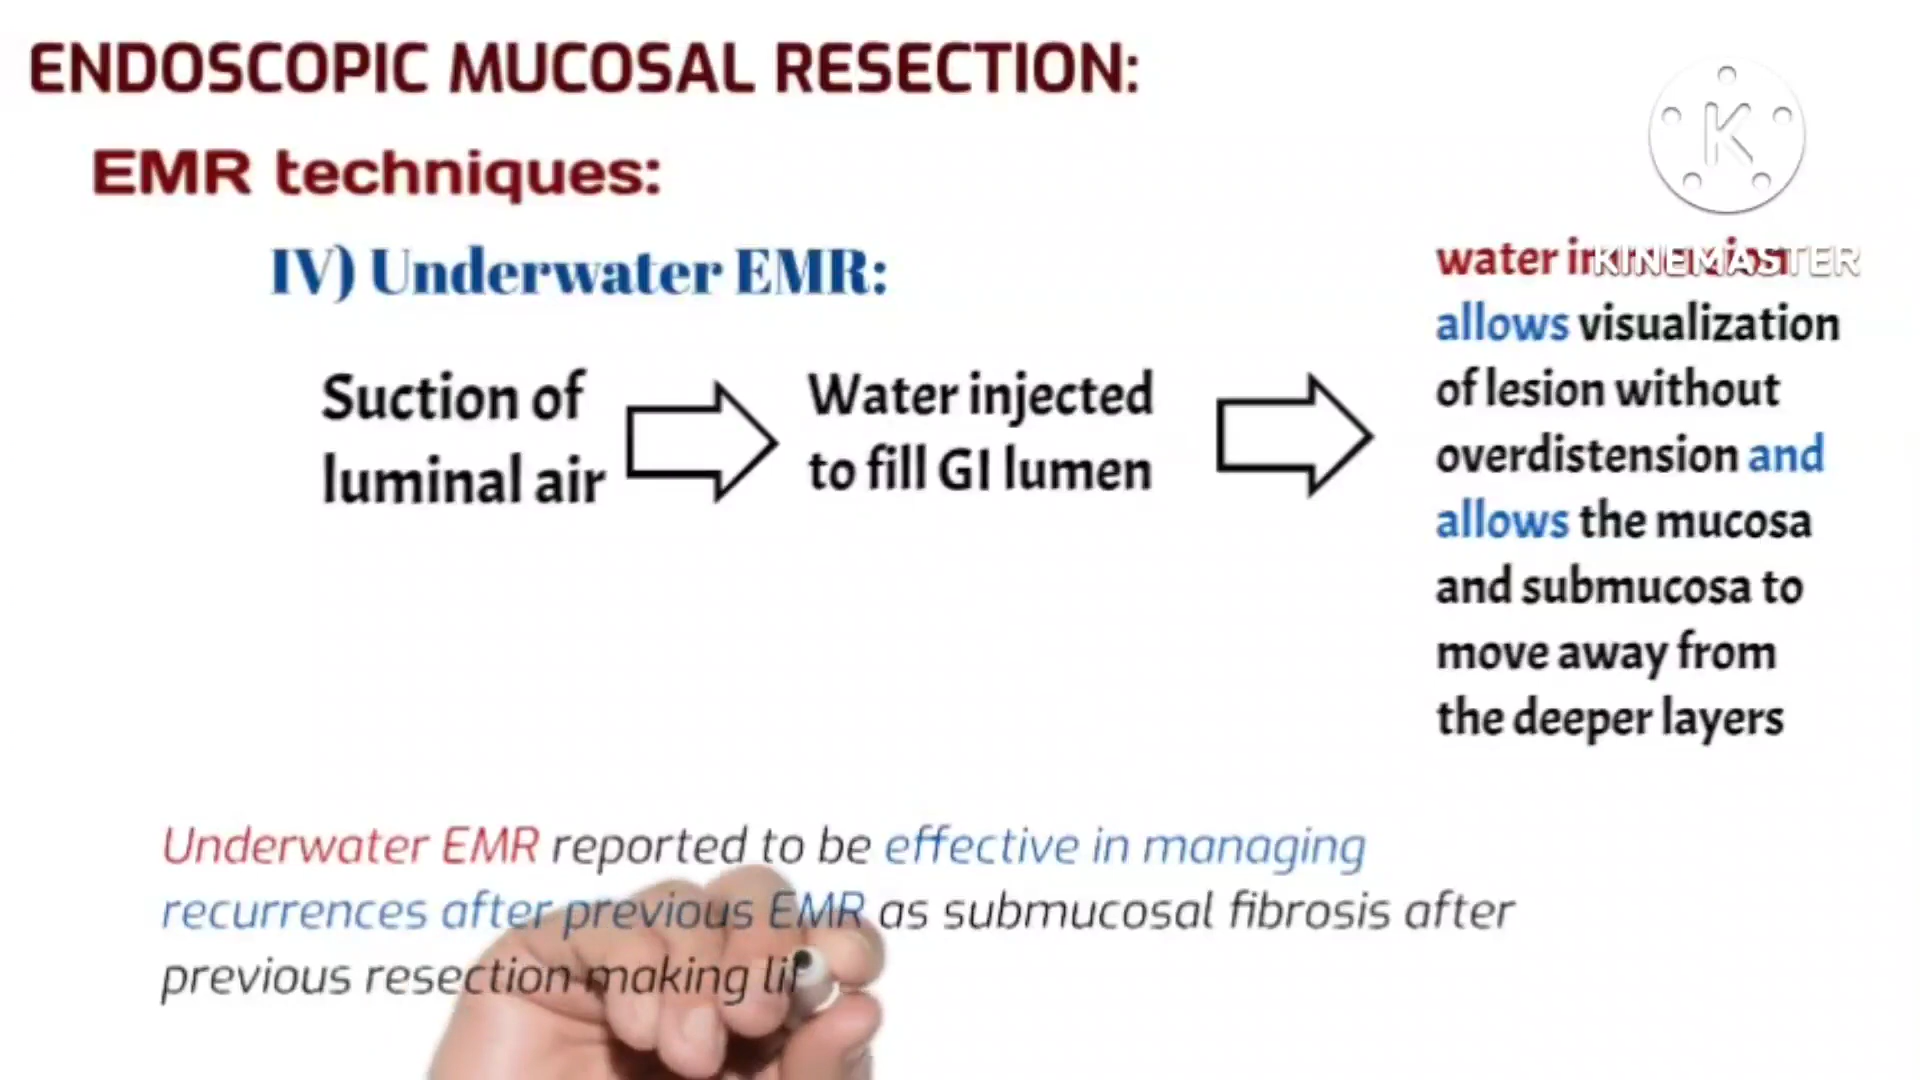 ENDOSCOPIC MUCOSAL RESECTION:
EMR techniques:
IV) Underwater EMR:
Suction of
luminal air
Water injected
to fill GI lumen
water
KINEMASTER
allows visualization
of lesion without
overdistension and
allows the mucosa
and submucosa to
move away from
the deeper layers
Underwater EMR reported to be effective in managing
recurrences after previous EMR as submucosal fibrosis after
previous resection making